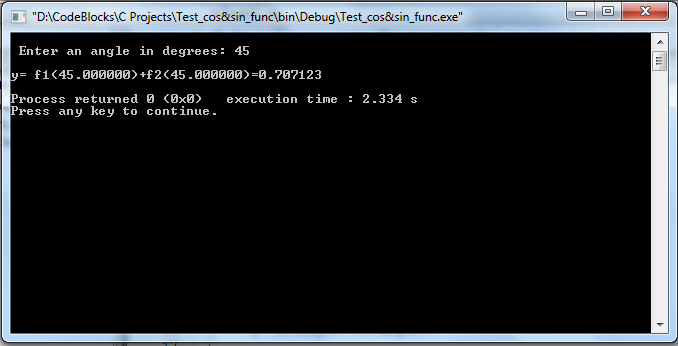 "D:\CodeBlocks\C Projects\Test_cos&sin_func\bin\Debug\Test_cos&sin_func.exe"
Enter an angle in degrees: 45
y= f1(45.000000)+f2(45.000000)=0.707123
Process returned 0 (0x0)   execution time : 2.334 s
Press any key to continue.